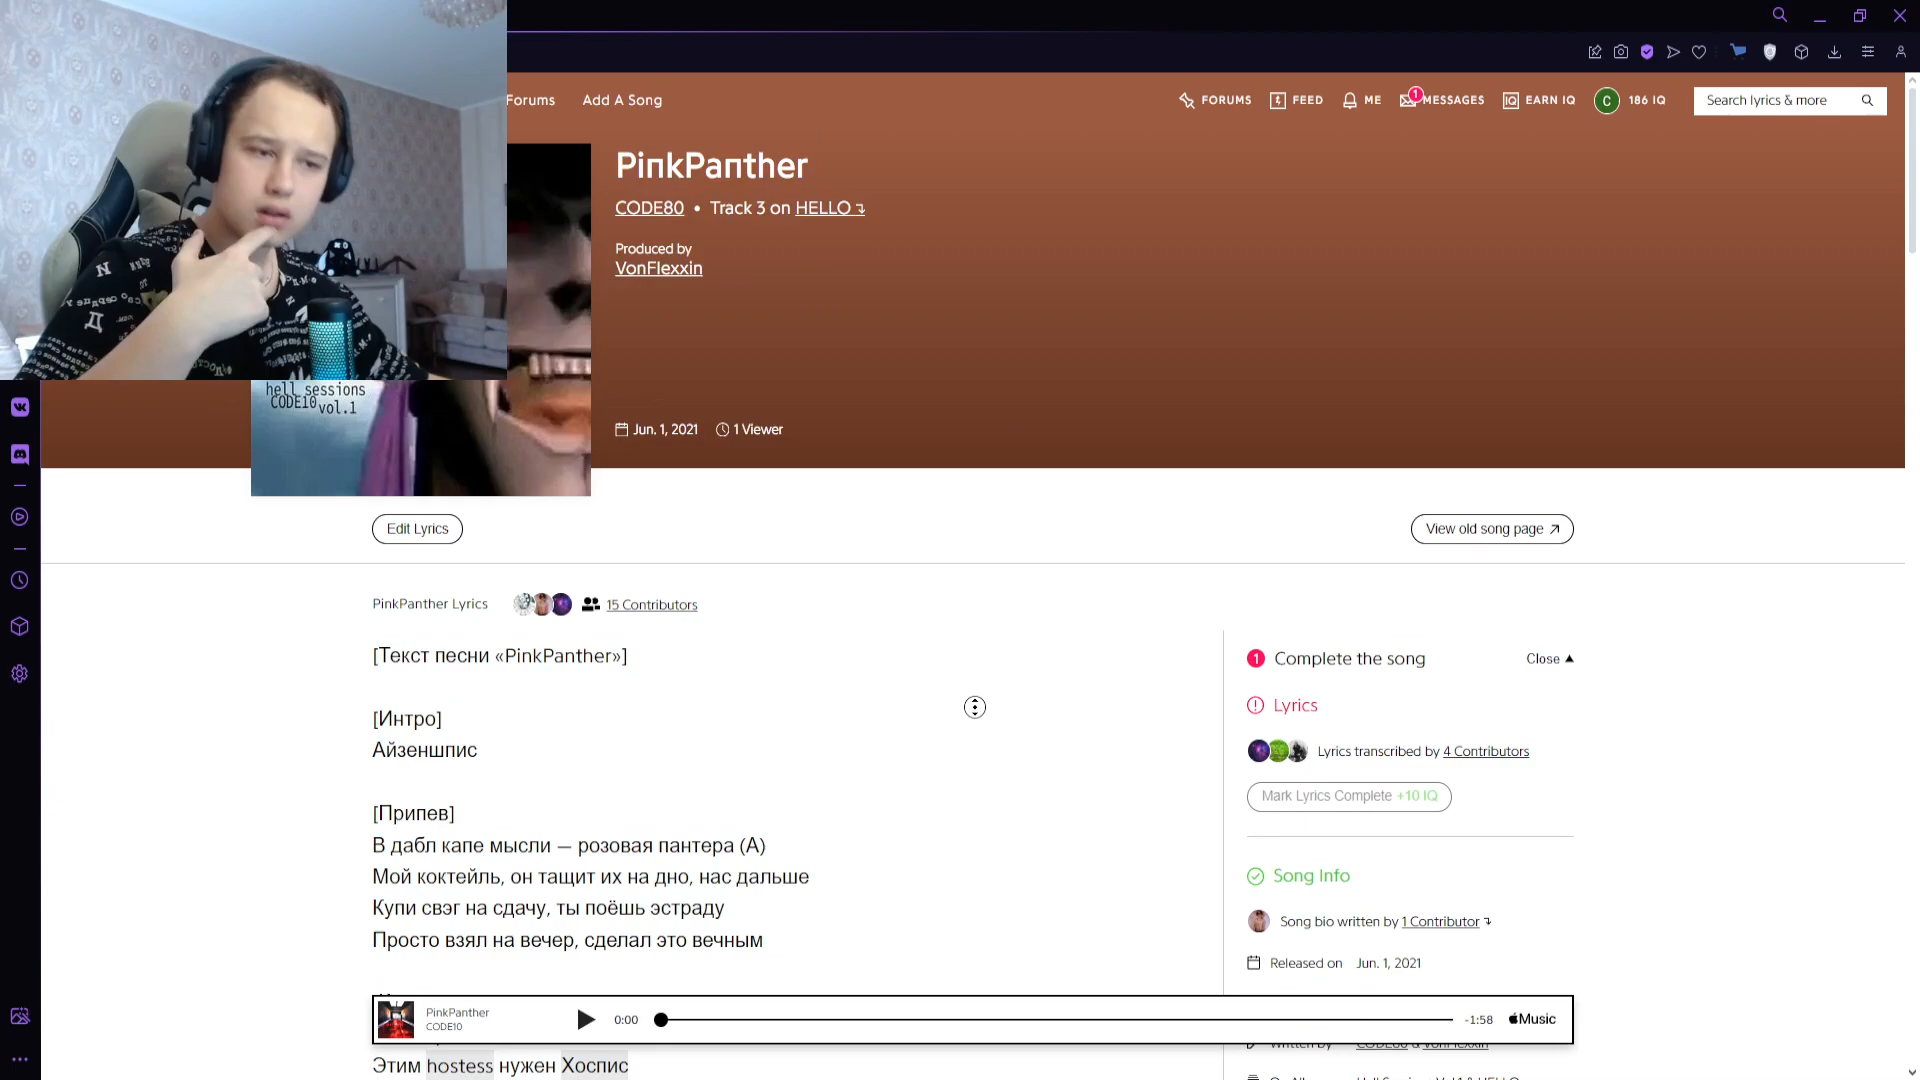 Forums
Add A Song
FORUMS
FEED
ME
1
MESSAGES
IQ
EARN IQ
C
186 IQ
Search lyrics & more
PinkPanther
CODE80 • Track 3 on HELLO
Produced by
VonFlexxin
Jun. 1, 2021
1 Viewer
hell sessions
CODE10 vol.1
Edit Lyrics
View old song page
PinkPanther Lyrics
15 Contributors
[Текст песни «PinkPanther»]
[Интро]
Айзеншпис
[Припев]
В дабл капе мысли — розовая пантера (А)
Мой коктейль, он тащит их на дно, нас дальше
Купи свэг на сдачу, ты поёшь эстраду
Просто взял на вечер, сделал это вечным
Этим hostess нужен Хоспис
1 Complete the song
Close
Lyrics
Lyrics transcribed by 4 Contributors
Mark Lyrics Complete +10 IQ
Song Info
Song bio written by 1 Contributor
Released on Jun. 1, 2021
PinkPanther
CODE10
0:00
-1:58
Music